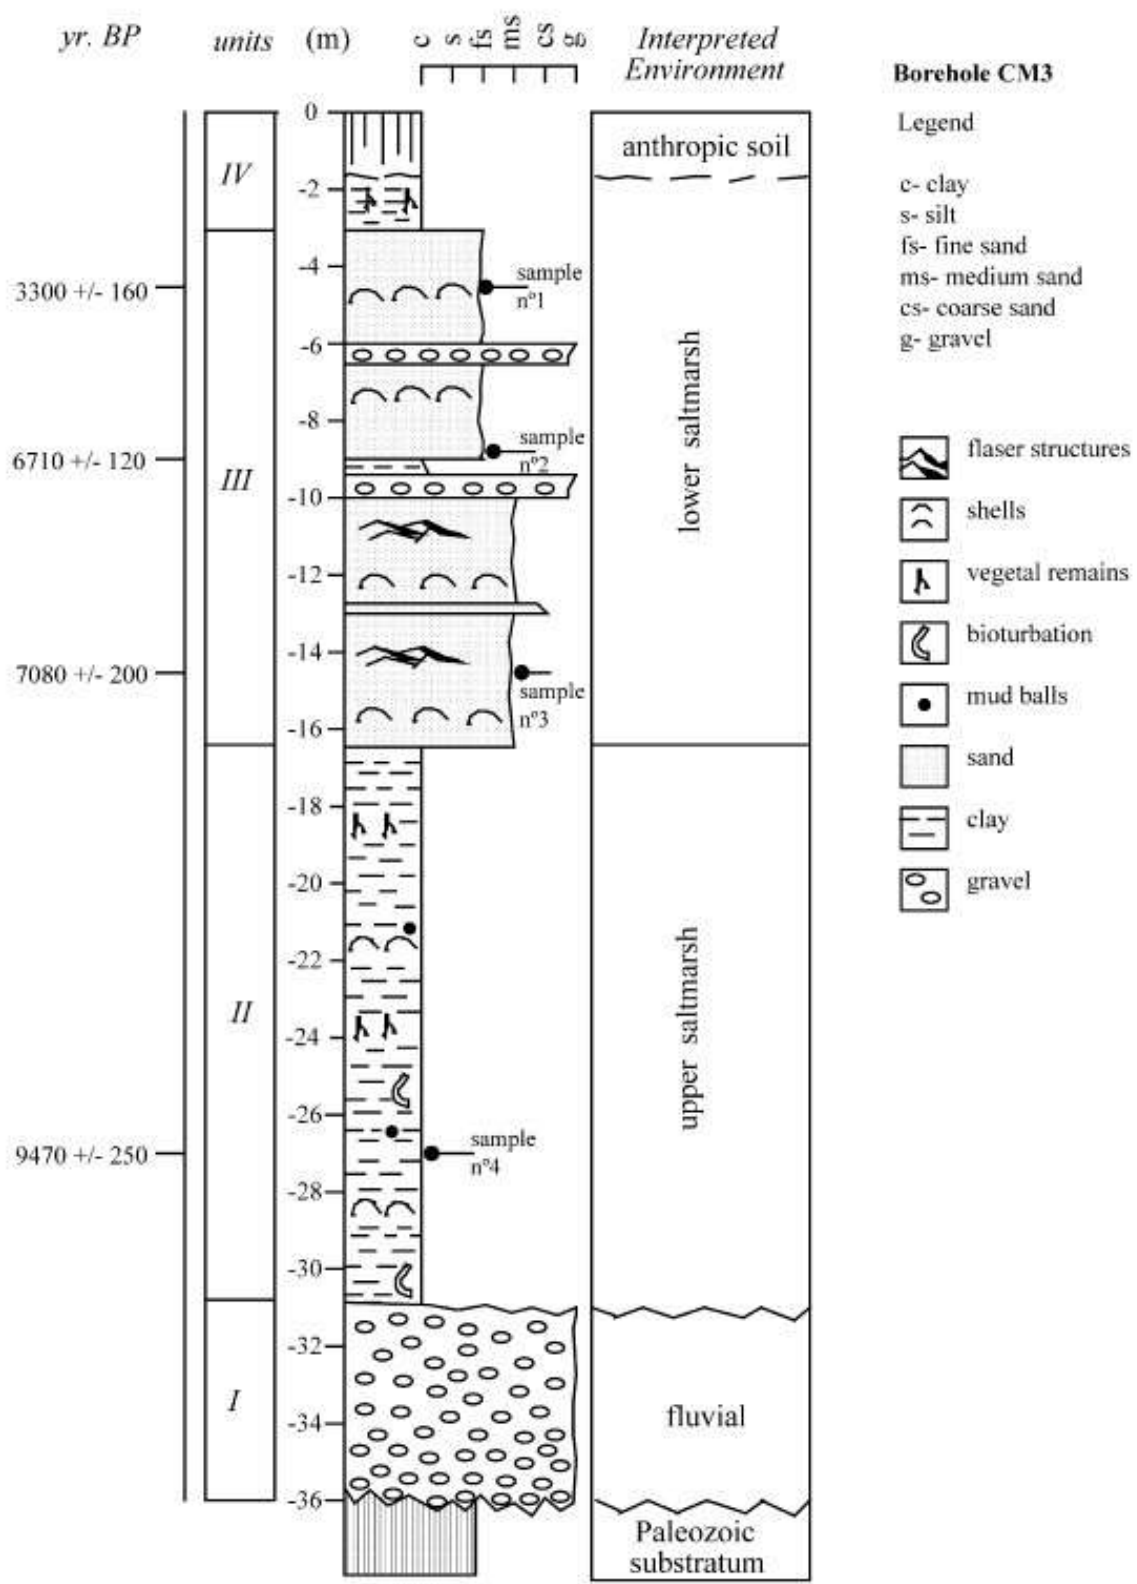 yr. BP
units
(m)
c
s
fs
ms
cs
g
Interpreted
Environment
Borehole CM3
Legend
c- clay
s- silt
fs- fine sand
ms- medium sand
cs- coarse sand
g- gravel
flaser structures
shells
vegetal remains
bioturbation
mud balls
sand
clay
gravel
0
-2
-4
-6
-8
-10
-12
-14
-16
-18
-20
-22
-24
-26
-28
-30
-32
-34
-36
3300 +/- 160
6710 +/- 120
7080 +/- 200
9470 +/- 250
IV
III
II
I
sample
nº1
sample
nº2
sample
nº3
sample
nº4
anthropic soil
lower saltmarsh
upper saltmarsh
fluvial
Paleozoic
substratum